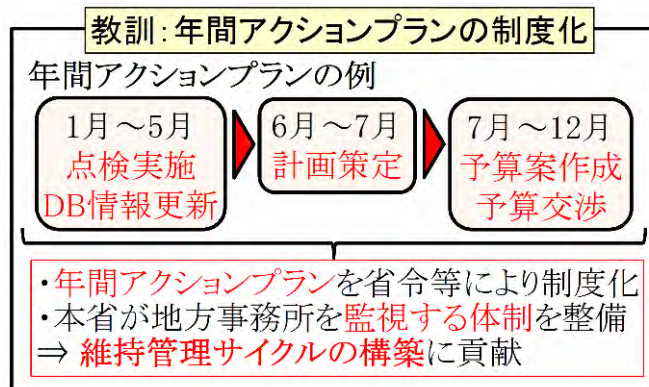 教訓：年間アクションプランの制度化
年間アクションプランの例
1月～5月
点検実施
DB情報更新
6月～7月
計画策定
7月～12月
予算案作成
予算交渉
・年間アクションプランを省令等により制度化
・本省が地方事務所を監視する体制を整備
⇒ 維持管理サイクルの構築に貢献